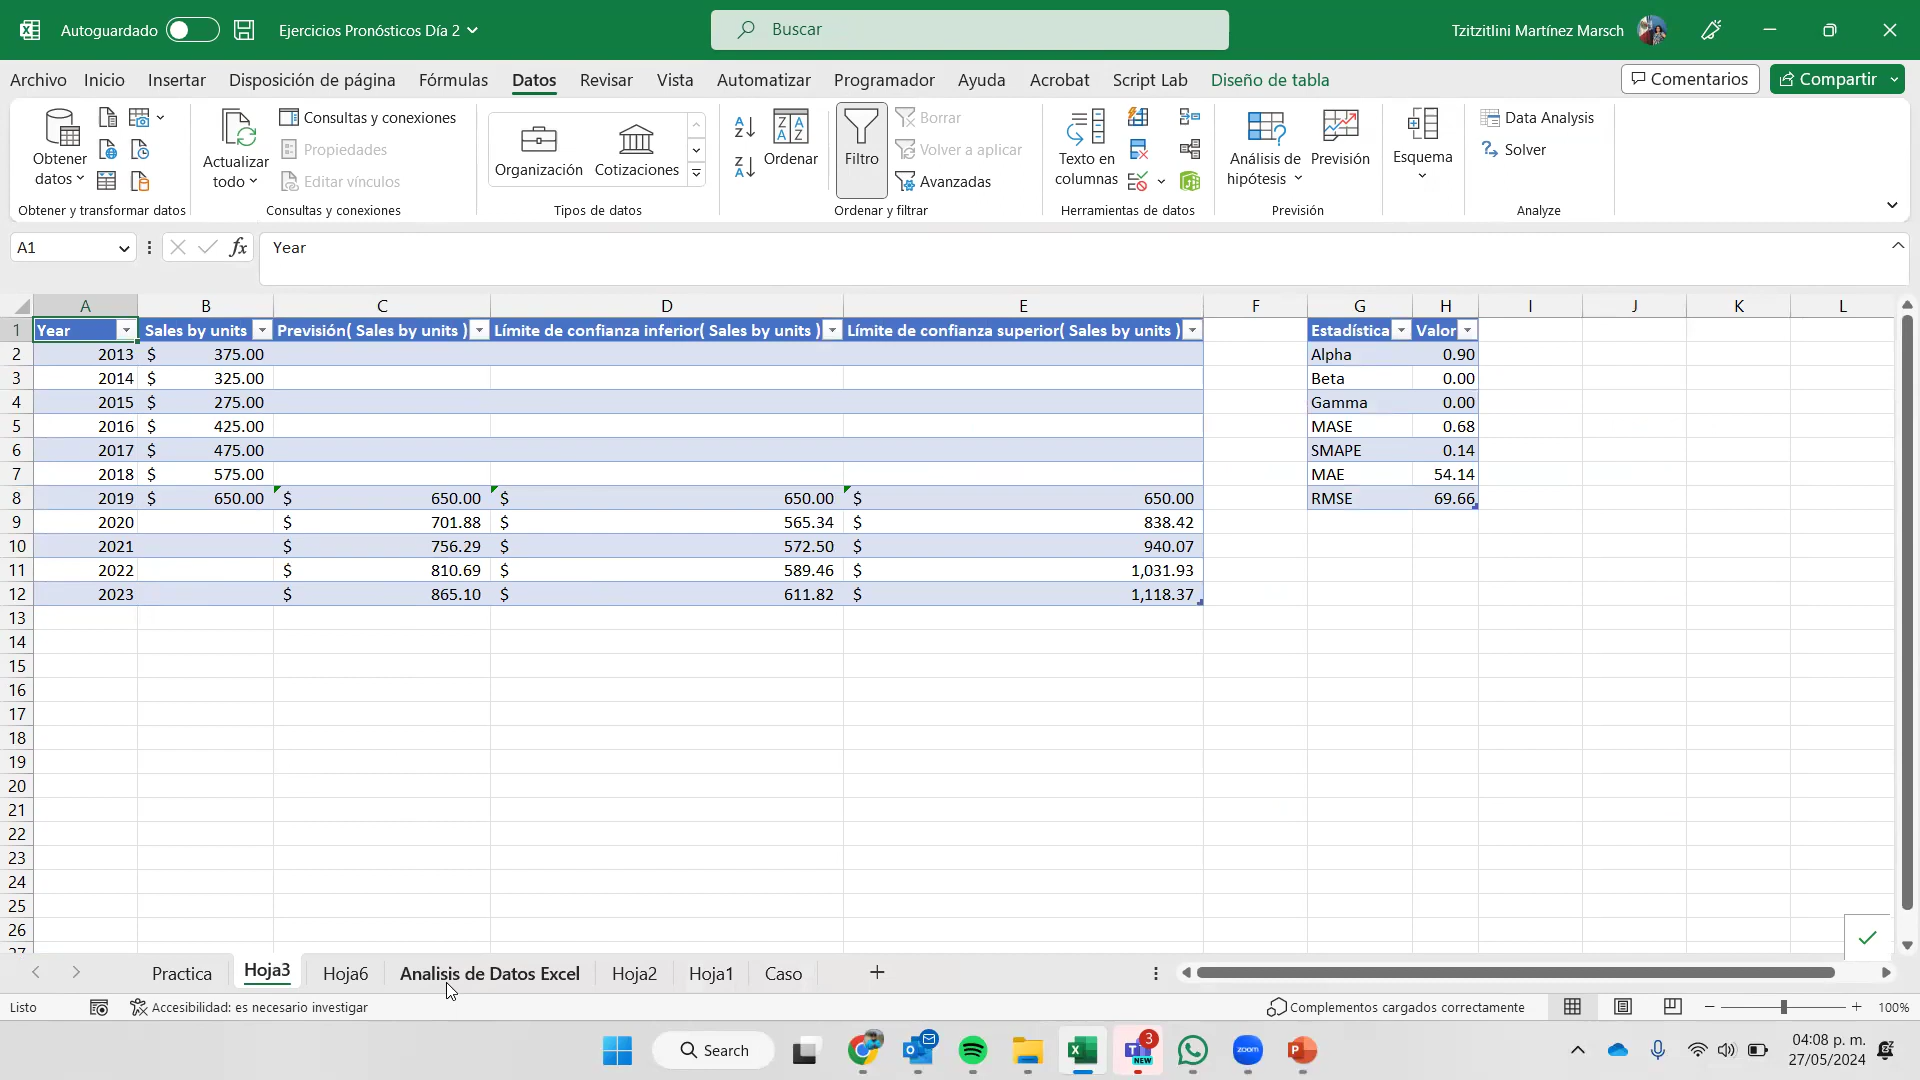 Autoguardado Ejercicios Pronósticos Día 2 Buscar Tzitzitlini Martínez Marsch
Archivo Inicio Insertar Disposición de página Fórmulas Datos Revisar Vista Automatizar Programador Ayuda Acrobat Script Lab Diseño de tabla Comentarios Compartir
Obtener datos
Actualizar todo
Consultas y conexiones
Propiedades
Editar vínculos
Organización Cotizaciones
Ordenar
Filtro
Borrar
Volver a aplicar
Avanzadas
Texto en columnas
Análisis de hipótesis
Previsión
Esquema
Data Analysis
Solver
Obtener y transformar datos Consultas y conexiones Tipos de datos Ordenar y filtrar Herramientas de datos Previsión Analyze
A1 fx Year
A B C D E F G H I J K L
1 Year Sales by units Previsión( Sales by units ) Límite de confianza inferior( Sales by units ) Límite de confianza superior( Sales by units ) Estadística Valor
2 2013 $ 375.00 Alpha 0.90
3 2014 $ 325.00 Beta 0.00
4 2015 $ 275.00 Gamma 0.00
5 2016 $ 425.00 MASE 0.68
6 2017 $ 475.00 SMAPE 0.14
7 2018 $ 575.00 MAE 54.14
8 2019 $ 650.00 $ 650.00 $ 650.00 $ 650.00 RMSE 69.66
9 2020 $ 701.88 $ 565.34 $ 838.42
10 2021 $ 756.29 $ 572.50 $ 940.07
11 2022 $ 810.69 $ 589.46 $ 1,031.93
12 2023 $ 865.10 $ 611.82 $ 1,118.37
13
14
15
16
17
18
19
20
21
22
23
24
25
26
27
Practica Hoja3 Hoja6 Analisis de Datos Excel Hoja2 Hoja1 Caso
Listo Accesibilidad: es necesario investigar Complementos cargados correctamente 100%
Search 3 NEW zoom 04:08 p. m.
27/05/2024